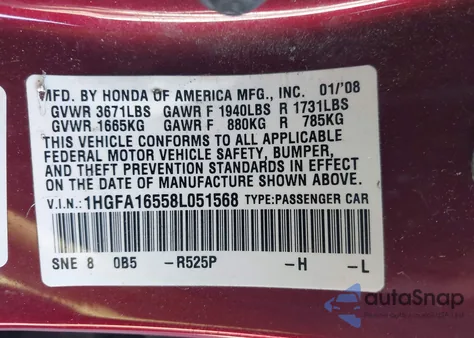 MFD. BY HONDA OF AMERICA MFG., INC. 01/'08
GVWR 3671LBS GAWR F 1940LBS R 1731LBS
GVWR 1665KG GAWR F 880KG R 785KG
THIS VEHICLE CONFORMS TO ALL APPLICABLE
FEDERAL MOTOR VEHICLE SAFETY, BUMPER,
AND THEFT PREVENTION STANDARDS IN EFFECT
ON THE DATE OF MANUFACTURE SHOWN ABOVE.
V.I.N.:1HGFA16558L051568 TYPE:PASSENGER CAR
SNE 8 0B5 -R525P -H -L
autoSnap